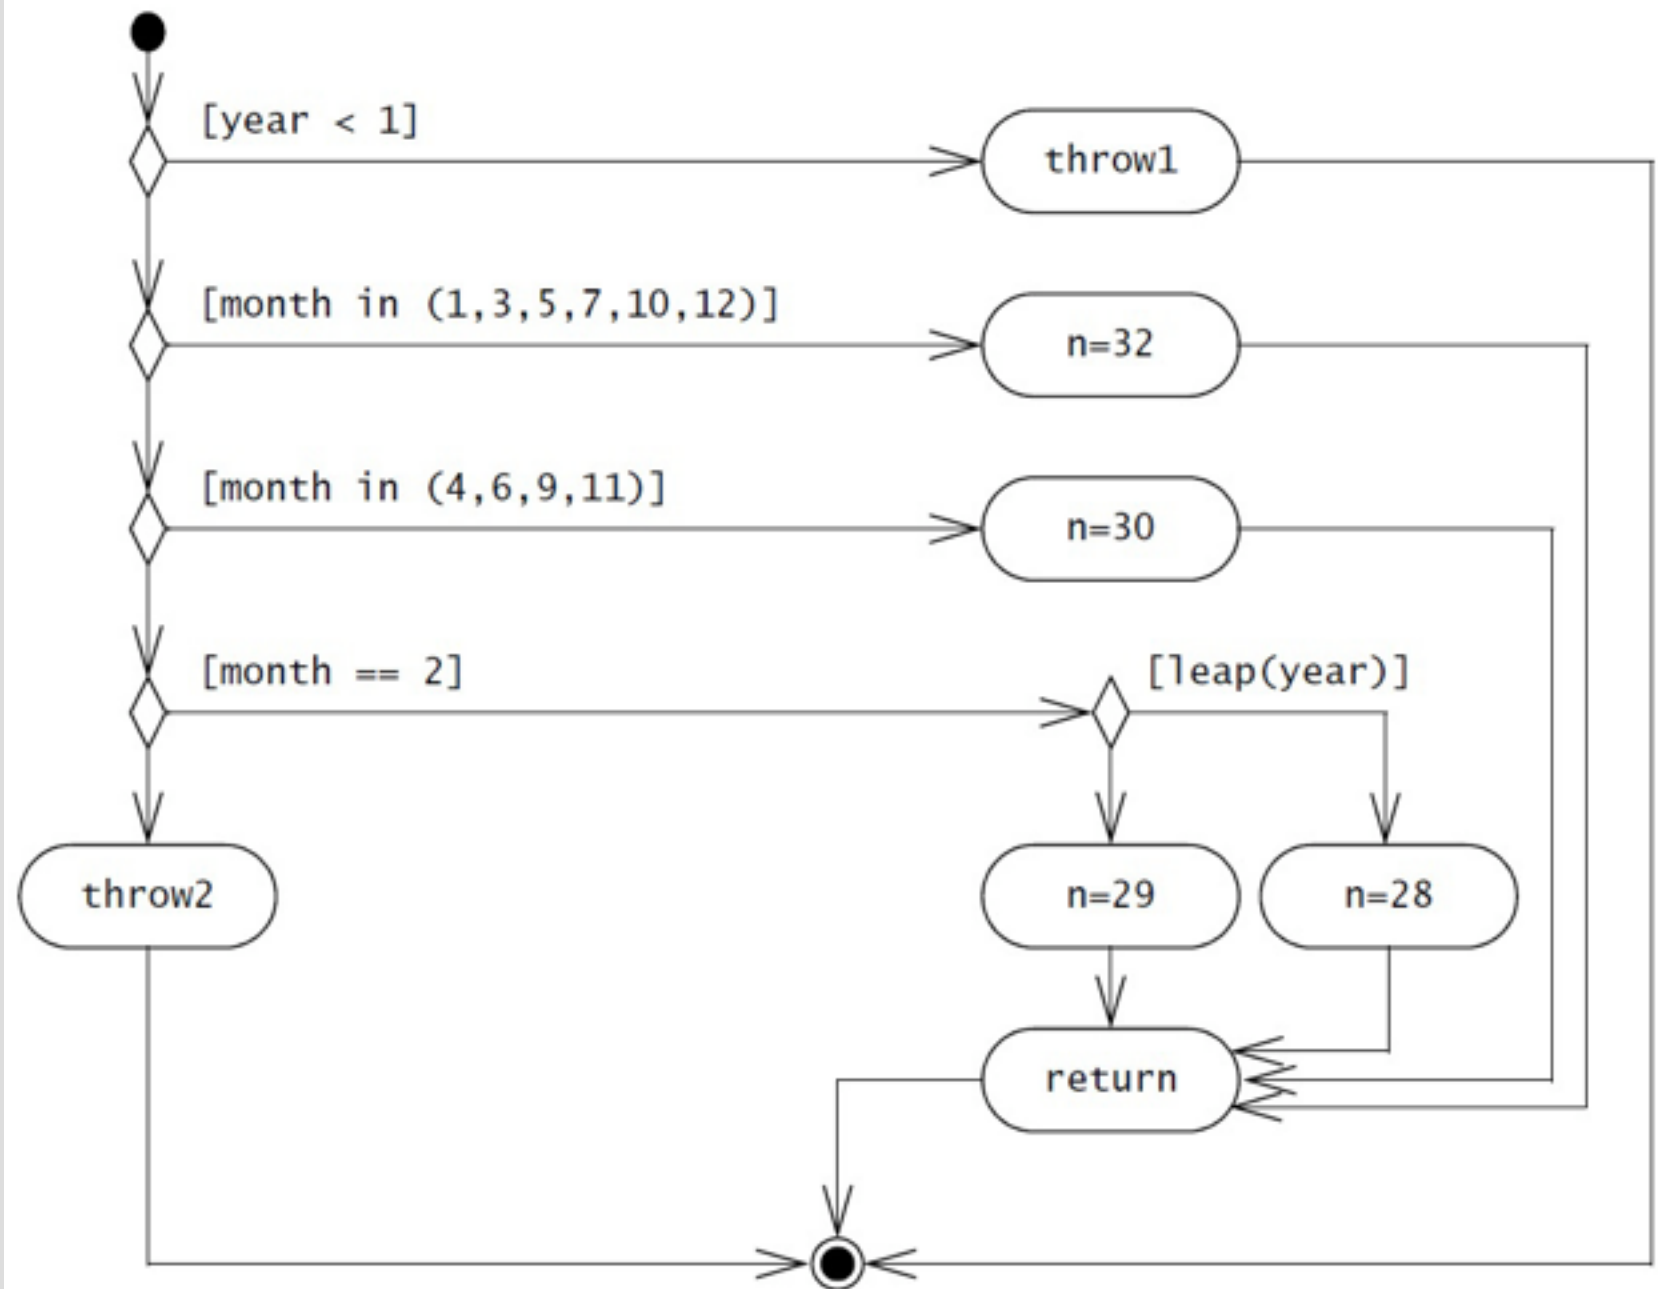 [year < 1]
throw1
[month in (1,3,5,7,10,12)]
n=32
[month in (4,6,9,11)]
n=30
[month == 2]
[leap(year)]
throw2
n=29
n=28
return